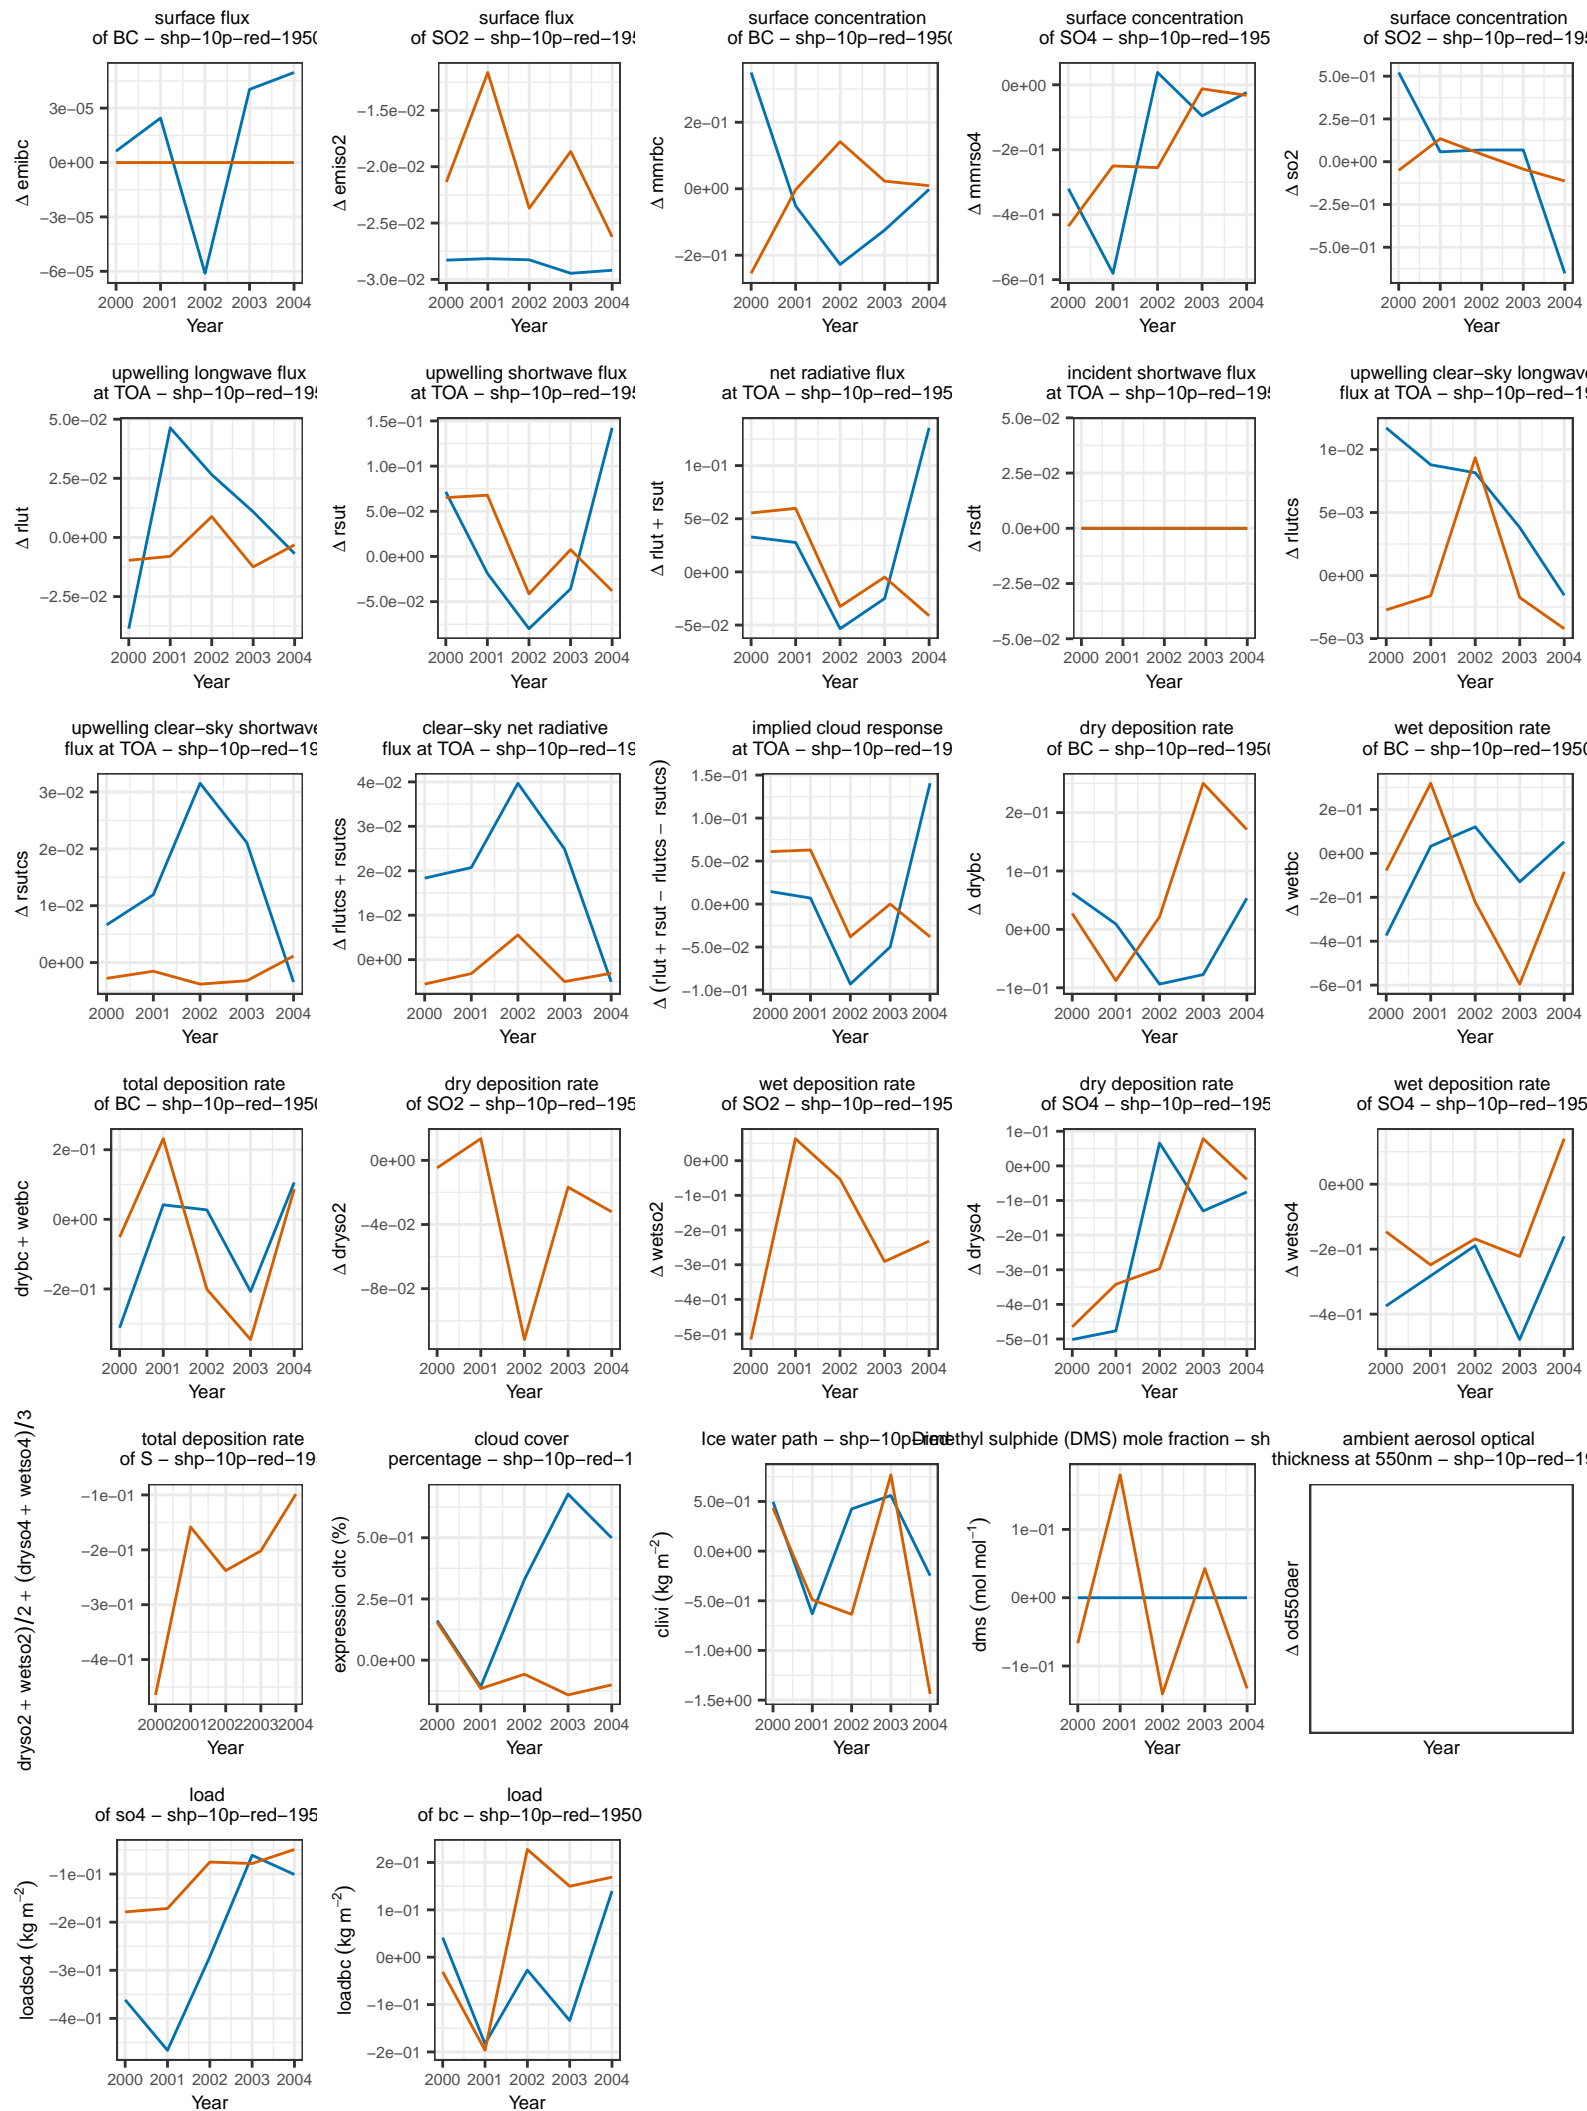 surface flux
of BC − shp−10p−red−1950
3e−05
0e+00
−3e−05
−6e−05
Δ emibc
2000 2001 2002 2003 2004
Year
surface flux
of SO2 − shp−10p−red−195
−1.5e−02
−2.0e−02
−2.5e−02
−3.0e−02
Δ emiso2
2000 2001 2002 2003 2004
Year
surface concentration
of BC − shp−10p−red−1950
2e−01
0e+00
−2e−01
Δ mmrbc
2000 2001 2002 2003 2004
Year
surface concentration
of SO4 − shp−10p−red−195
0e+00
−2e−01
−4e−01
−6e−01
Δ mmrso4
2000 2001 2002 2003 2004
Year
surface concentration
of SO2 − shp−10p−red−195
5.0e−01
2.5e−01
0.0e+00
−2.5e−01
−5.0e−01
Δ so2
2000 2001 2002 2003 2004
Year
upwelling longwave flux
at TOA − shp−10p−red−195
5.0e−02
2.5e−02
0.0e+00
−2.5e−02
Δ rlut
2000 2001 2002 2003 2004
Year
upwelling shortwave flux
at TOA − shp−10p−red−195
1.5e−01
1.0e−01
5.0e−02
0.0e+00
−5.0e−02
Δ rsut
2000 2001 2002 2003 2004
Year
net radiative flux
at TOA − shp−10p−red−195
1e−01
5e−02
0e+00
−5e−02
Δ rlut + rsut
2000 2001 2002 2003 2004
Year
incident shortwave flux
at TOA − shp−10p−red−195
5.0e−02
2.5e−02
0.0e+00
−2.5e−02
−5.0e−02
Δ rsdt
2000 2001 2002 2003 2004
Year
upwelling clear−sky longwave
flux at TOA − shp−10p−red−19
1e−02
5e−03
0e+00
−5e−03
Δ rlutcs
2000 2001 2002 2003 2004
Year
upwelling clear−sky shortwave
flux at TOA − shp−10p−red−19
3e−02
2e−02
1e−02
0e+00
Δ rsutcs
2000 2001 2002 2003 2004
Year
clear−sky net radiative
flux at TOA − shp−10p−red−19
4e−02
3e−02
2e−02
1e−02
0e+00
Δ rlutcs + rsutcs
2000 2001 2002 2003 2004
Year
implied cloud response
at TOA − shp−10p−red−19
1.5e−01
1.0e−01
5.0e−02
0.0e+00
−5.0e−02
−1.0e−01
Δ (rlut + rsut − rlutcs − rsutcs)
2000 2001 2002 2003 2004
Year
dry deposition rate
of BC − shp−10p−red−1950
2e−01
1e−01
0e+00
−1e−01
Δ drybc
2000 2001 2002 2003 2004
Year
wet deposition rate
of BC − shp−10p−red−1950
2e−01
0e+00
−2e−01
−4e−01
−6e−01
Δ wetbc
2000 2001 2002 2003 2004
Year
total deposition rate
of BC − shp−10p−red−1950
2e−01
0e+00
−2e−01
drybc + wetbc
2000 2001 2002 2003 2004
Year
dry deposition rate
of SO2 − shp−10p−red−195
0e+00
−4e−02
−8e−02
Δ dryso2
2000 2001 2002 2003 2004
Year
wet deposition rate
of SO2 − shp−10p−red−195
0e+00
−1e−01
−2e−01
−3e−01
−4e−01
−5e−01
Δ wetso2
2000 2001 2002 2003 2004
Year
dry deposition rate
of SO4 − shp−10p−red−195
1e−01
0e+00
−1e−01
−2e−01
−3e−01
−4e−01
−5e−01
Δ dryso4
2000 2001 2002 2003 2004
Year
wet deposition rate
of SO4 − shp−10p−red−195
0e+00
−2e−01
−4e−01
Δ wetso4
2000 2001 2002 2003 2004
Year
total deposition rate
of S − shp−10p−red−19
−1e−01
−2e−01
−3e−01
−4e−01
dryso2 + wetso2)/2 + (dryso4 + wetso4)/3
2000 2001 2002 2003 2004
Year
cloud cover
percentage − shp−10p−red−1
5.0e−01
2.5e−01
0.0e+00
expression cltc (%)
2000 2001 2002 2003 2004
Year
Ice water path − shp−10p−red
5.0e−01
0.0e+00
−5.0e−01
−1.0e+00
−1.5e+00
clivi (kg m−2)
2000 2001 2002 2003 2004
Year
Dimethyl sulphide (DMS) mole fraction − sh
1e−01
0e+00
−1e−01
dms (mol mol−1)
2000 2001 2002 2003 2004
Year
ambient aerosol optical
thickness at 550nm − shp−10p−red−19
Δ od550aer
Year
load
of so4 − shp−10p−red−195
−1e−01
−2e−01
−3e−01
−4e−01
loadso4 (kg m−2)
2000 2001 2002 2003 2004
Year
load
of bc − shp−10p−red−1950
2e−01
1e−01
0e+00
−1e−01
−2e−01
loadbc (kg m−2)
2000 2001 2002 2003 2004
Year